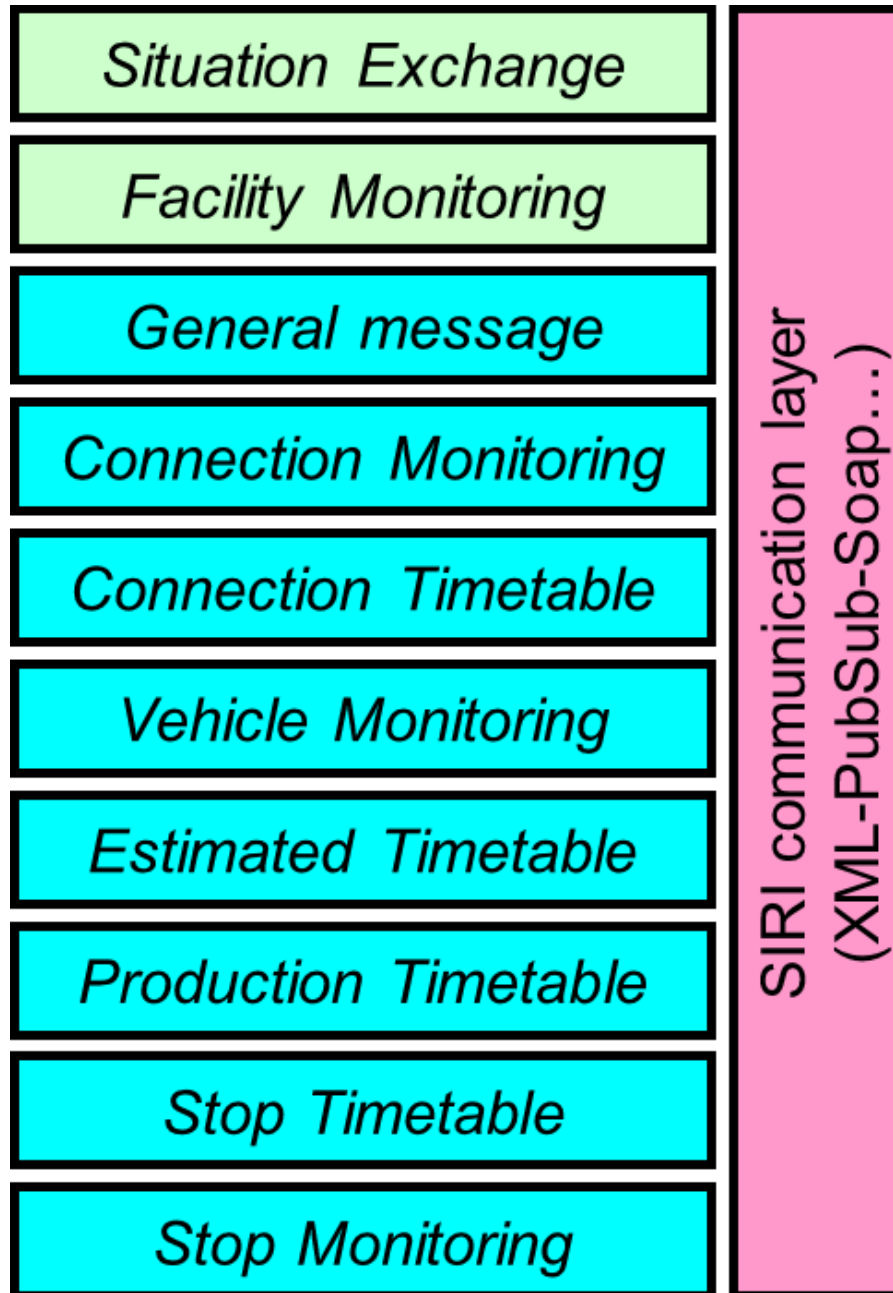 Situation Exchange
Facility Monitoring
General message
Connection Monitoring
Connection Timetable
Vehicle Monitoring
Estimated Timetable
Production Timetable
Stop Timetable
Stop Monitoring
SIRI communication layer
(XML-PubSub-Soap…)